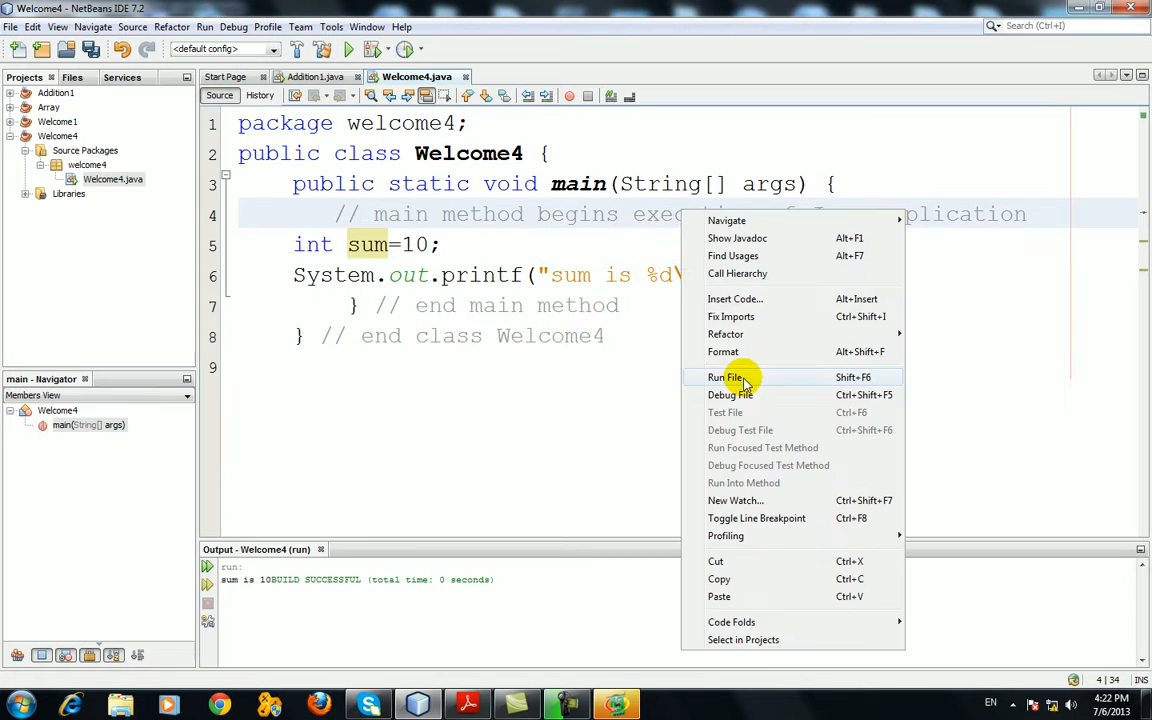 Welcome4 - NetBeans IDE 7.2
File Edit View Navigate Source Refactor Run Debug Profile Team Tools Window Help
Search (Ctrl+I)
<default config>
Projects Files Services
Start Page Addition1.java Welcome4.java
Source History
Addition1
Array
Welcome1
Welcome4
Source Packages
welcome4
Welcome4.java
Libraries
1 package welcome4;
2 public class Welcome4 {
3 public static void main(String[] args) {
4 // main method begins
5 int sum=10;
6 System.out.printf("sum is %d\
7 } // end main method
8 } // end class Welcome4
9
Navigate
Show Javadoc Alt+F1
Find Usages Alt+F7
Call Hierarchy
Insert Code... Alt+Insert
Fix Imports Ctrl+Shift+I
Refactor
Format Alt+Shift+F
Run File Shift+F6
Debug File Ctrl+Shift+F5
Test File Ctrl+F6
Debug Test File Ctrl+Shift+F6
Run Focused Test Method
Debug Focused Test Method
Run Into Method
New Watch... Ctrl+Shift+F7
Toggle Line Breakpoint Ctrl+F8
Profiling
Cut Ctrl+X
Copy Ctrl+C
Paste Ctrl+V
Code Folds
Select in Projects
main - Navigator
Members View
Welcome4
main(String[] args)
Output - Welcome4 (run)
run:
sum is 10BUILD SUCCESSFUL (total time: 0 seconds)
4 | 34 INS
EN
4:22 PM
7/6/2013